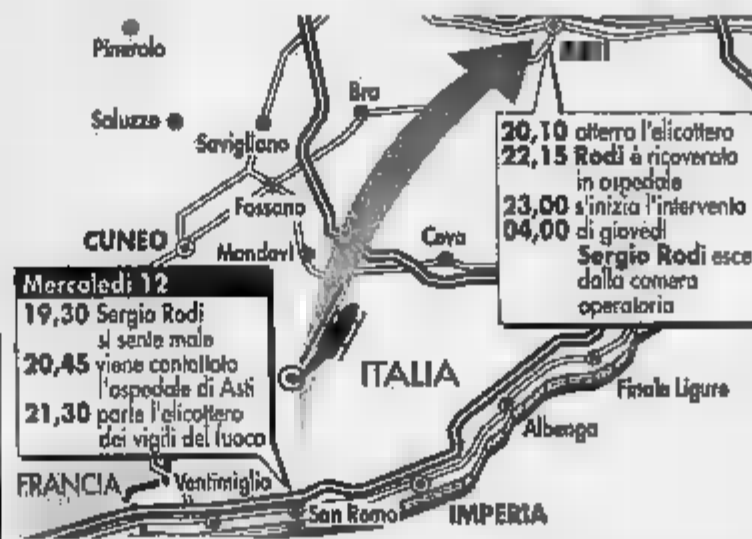 Pinerolo
Saluzzo
Savigliano
Bra
Fossano
CUNEO
Mondovì
Ceva
20,10 atterra l'elicottero
22,15 Rodi è ricoverato
in ospedale
23,00 s'inizia l'intervento
04,00 di giovedì
Sergio Rodi esce
dalla camera
operatoria
Mercoledì 12
19,30 Sergio Rodi
si sente male
20,45 viene contattato
l'ospedale di Asti
21,30 parte l'elicottero
dei vigili del fuoco
ITALIA
Finale Ligure
Albenga
FRANCIA
Ventimiglia
San Remo
IMPERIA